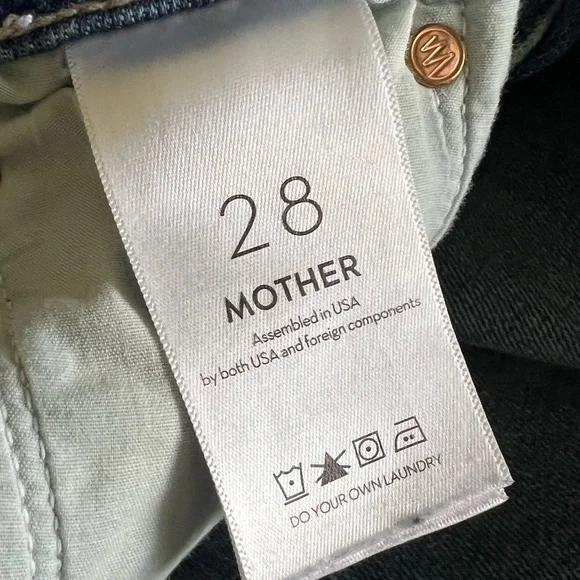 28
MOTHER
Assembled in USA
by both USA and foreign components
DO YOUR OWN LAUNDRY